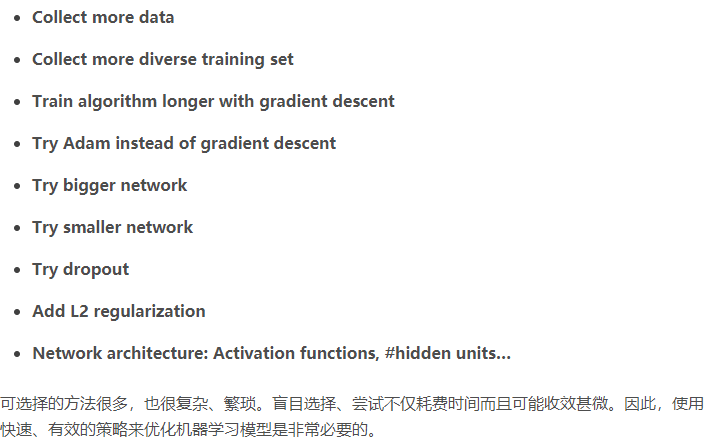 Collect more data
Collect more diverse training set
Train algorithm longer with gradient descent
Try Adam instead of gradient descent
Try bigger network
Try smaller network
Try dropout
Add L2 regularization
Network architecture: Activation functions, #hidden units…
可选择的方法很多，也很复杂、繁琐。盲目选择、尝试不仅耗费时间而且可能收效甚微。因此，使用
快速、有效的策略来优化机器学习模型是非常必要的。